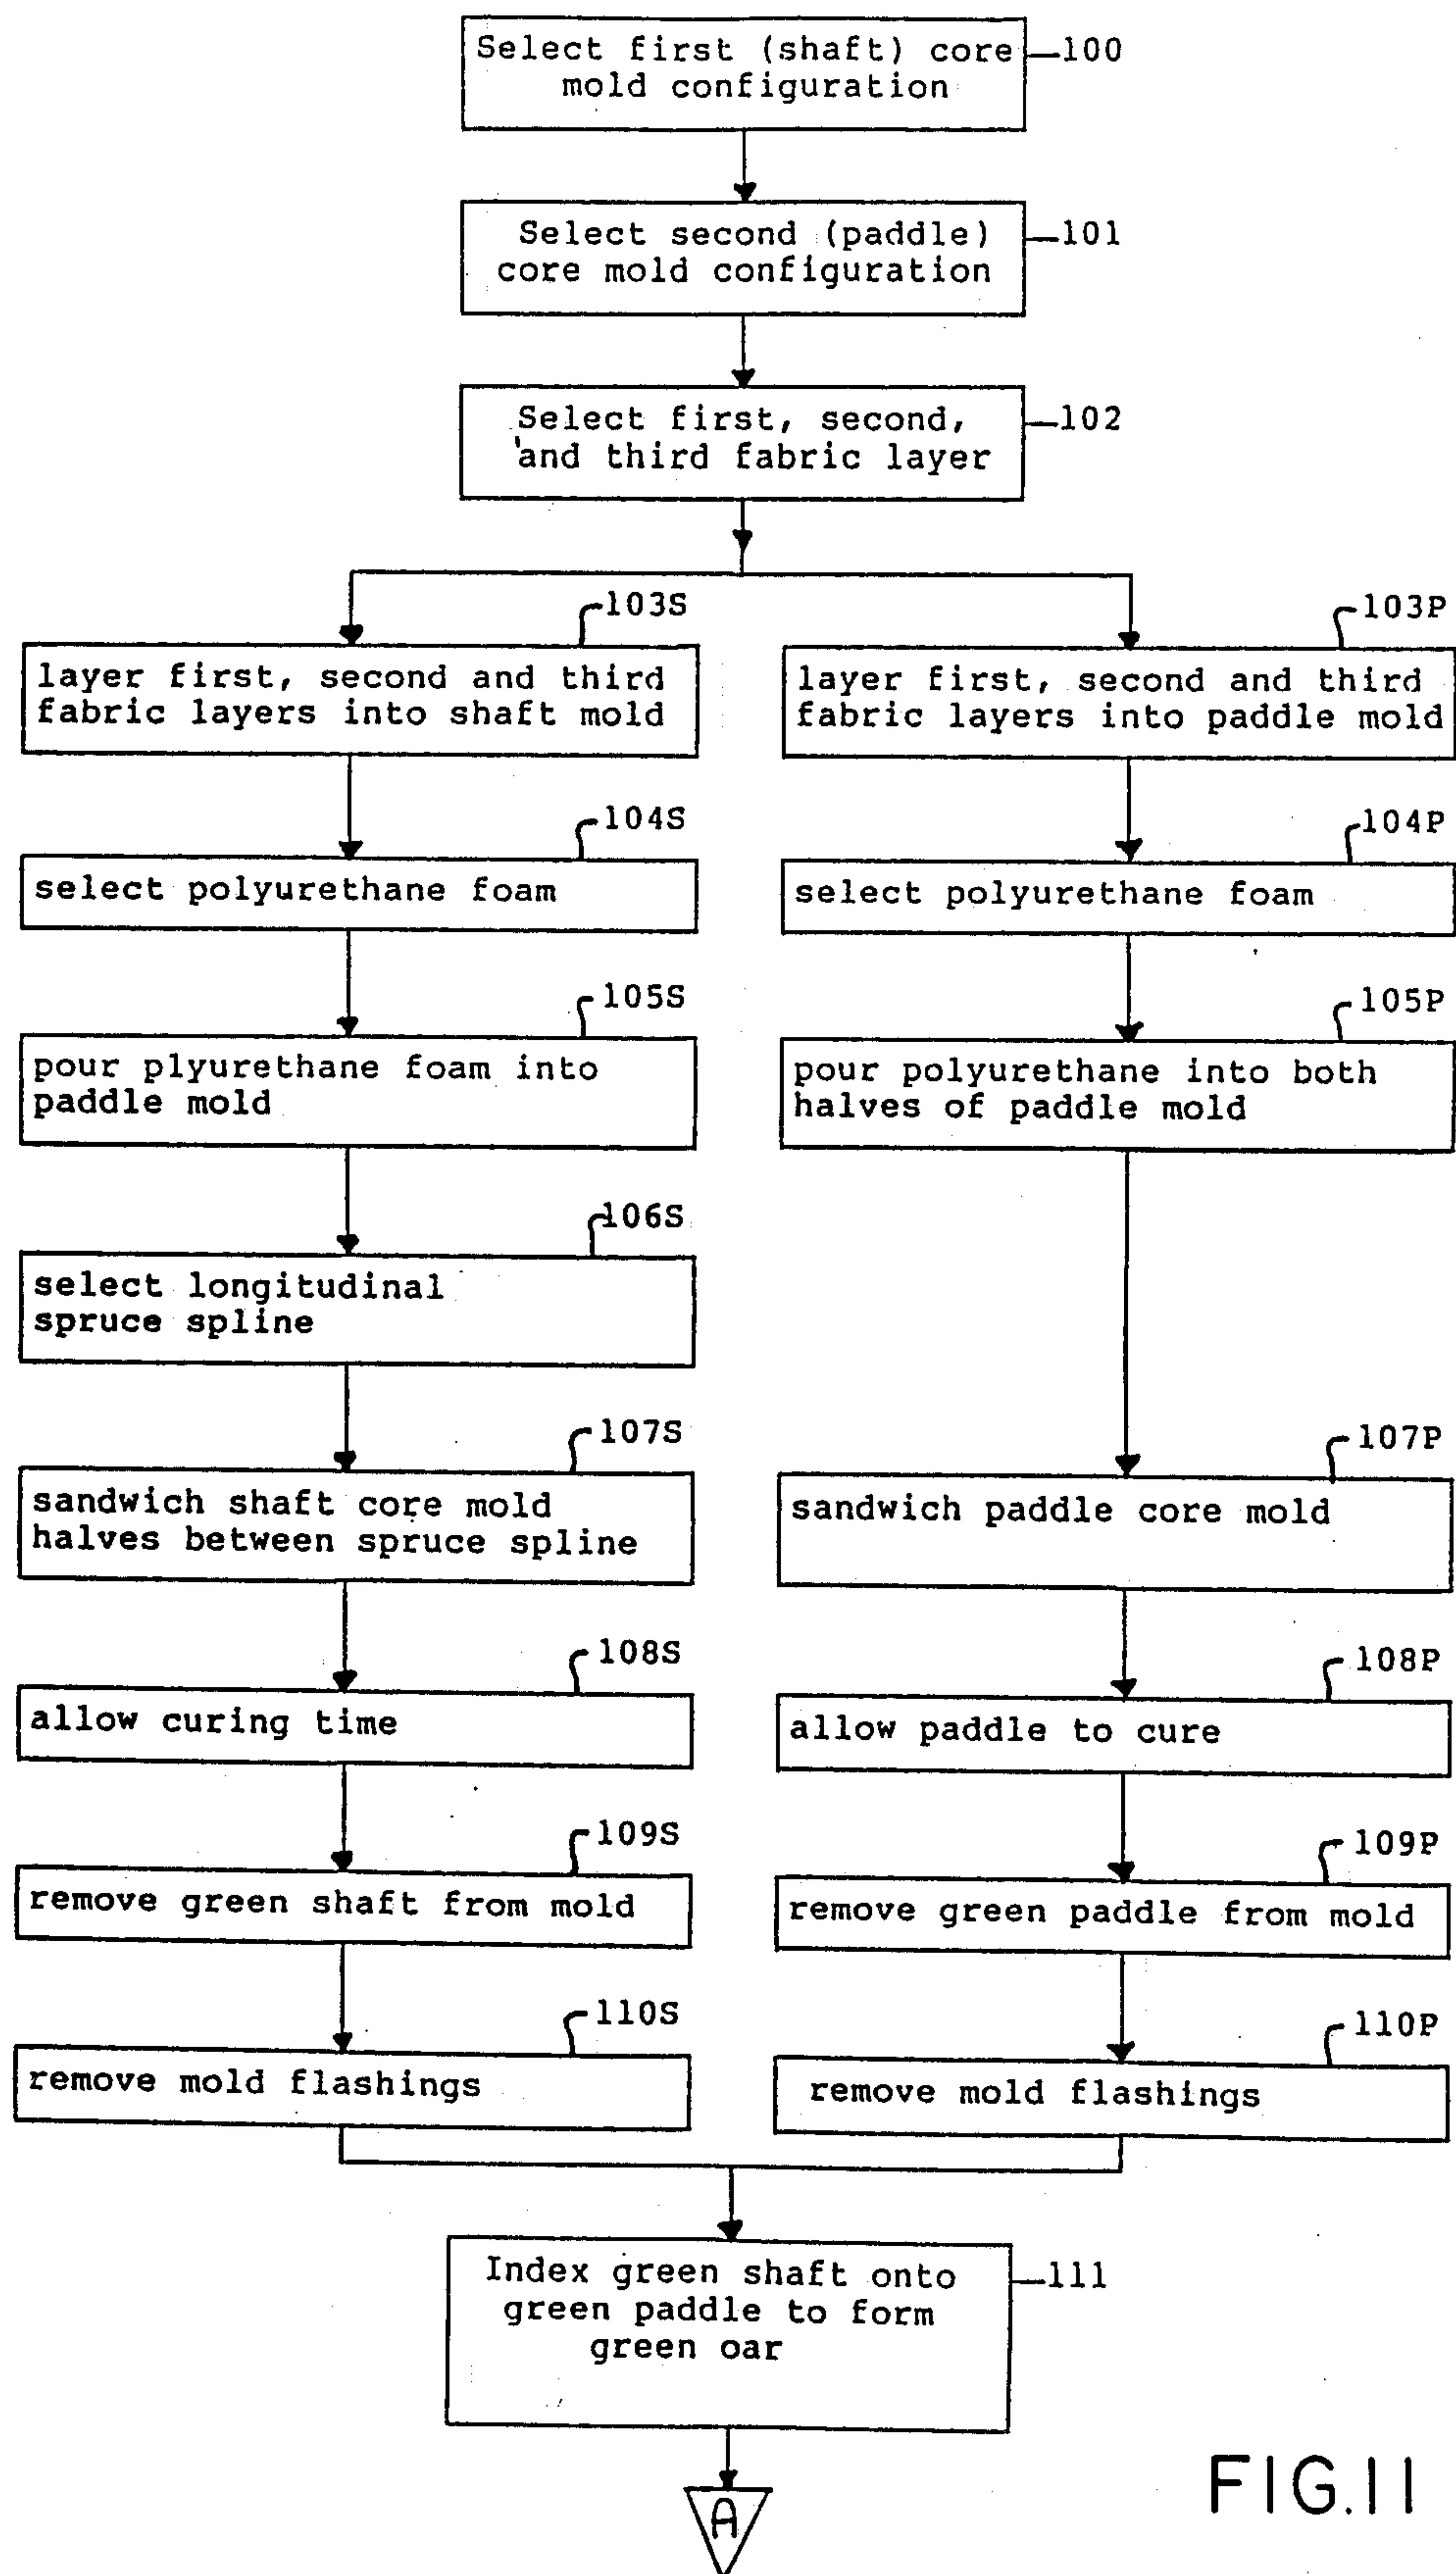 Select first (shaft) core
mold configuration
100
Select second (paddle)
core mold configuration
101
Select first, second,
and third fabric layer
102
103S
layer first, second and third
fabric layers into shaft mold
104S
select polyurethane foam
105S
pour plyurethane foam into
paddle mold
106S
select longitudinal
spruce spline
107S
sandwich shaft core mold
halves between spruce spline
108S
allow curing time
109S
remove green shaft from mold
110S
remove mold flashings
103P
layer first, second and third
fabric layers into paddle mold
104P
select polyurethane foam
105P
pour polyurethane into both
halves of paddle mold
107P
sandwich paddle core mold
108P
allow paddle to cure
109P
remove green paddle from mold
110P
remove mold flashings
Index green shaft onto
green paddle to form
green oar
111
A
FIG.11